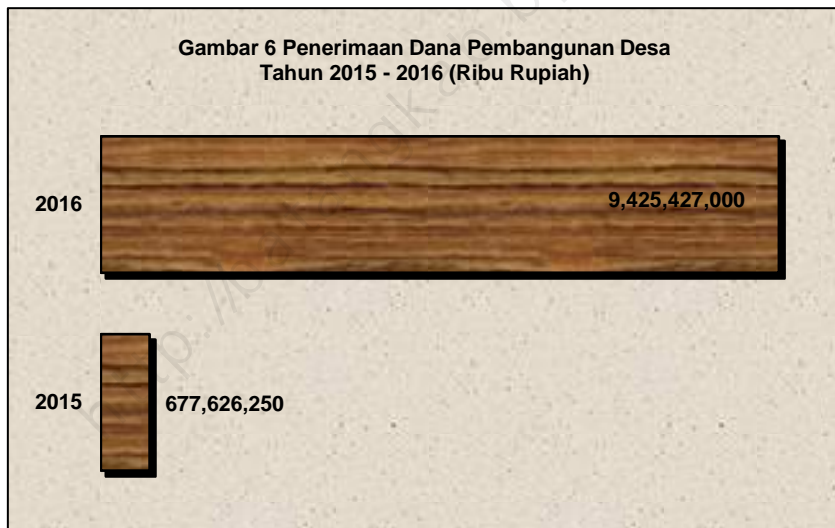 Gambar 6 Penerimaan Dana Pembangunan Desa
Tahun 2015 - 2016 (Ribu Rupiah)
2016
9,425,427,000
2015
677,626,250